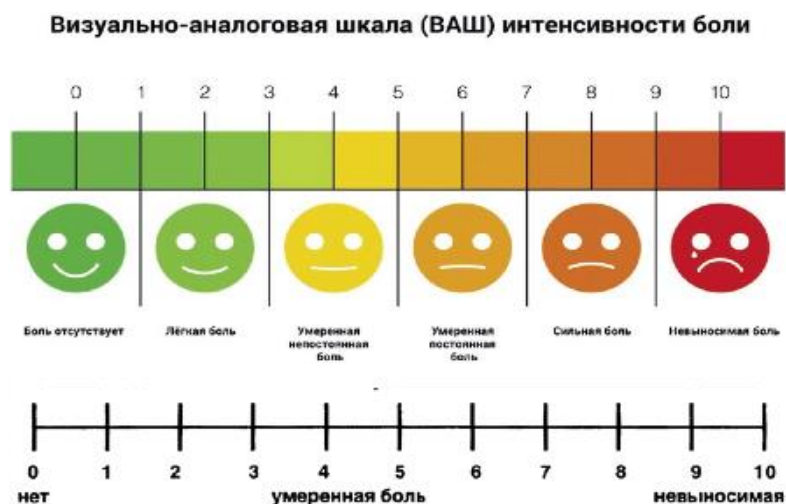 Визуально-аналоговая шкала (ВАШ) интенсивности боли
0 1 2 3 4 5 6 7 8 9 10
Боль отсутствует Лёгкая боль Умеренная непостоянная боль Умеренная постоянная боль Сильная боль Невыносимая боль
0 1 2 3 4 5 6 7 8 9 10
нет умеренная боль невыносимая